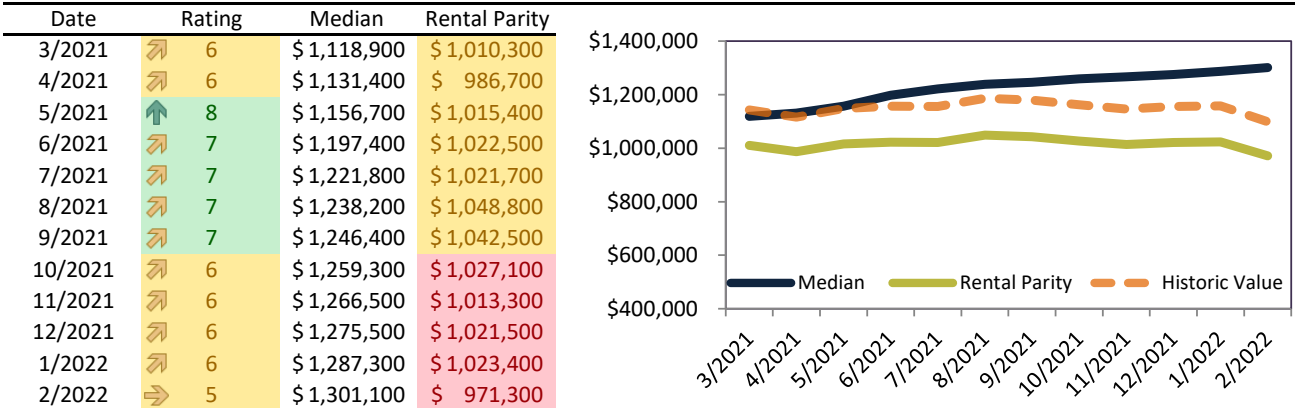 Date Rating Median Rental Parity
3/2021 6 $1,118,900 $1,010,300
4/2021 6 $1,131,400 $ 986,700
5/2021 8 $1,156,700 $1,015,400
6/2021 7 $1,197,400 $1,022,500
7/2021 7 $1,221,800 $1,021,700
8/2021 7 $1,238,200 $1,048,800
9/2021 7 $1,246,400 $1,042,500
10/2021 6 $1,259,300 $1,027,100
11/2021 6 $1,266,500 $1,013,300
12/2021 6 $1,275,500 $1,021,500
1/2022 6 $1,287,300 $1,023,400
2/2022 5 $1,301,100 $ 971,300
$1,400,000
$1,200,000
$1,000,000
$800,000
$600,000
$400,000
Median Rental Parity Historic Value
3/2021 4/2021 5/2021 6/2021 7/2021 8/2021 9/2021 10/2021 11/2021 12/2021 1/2022 2/2022